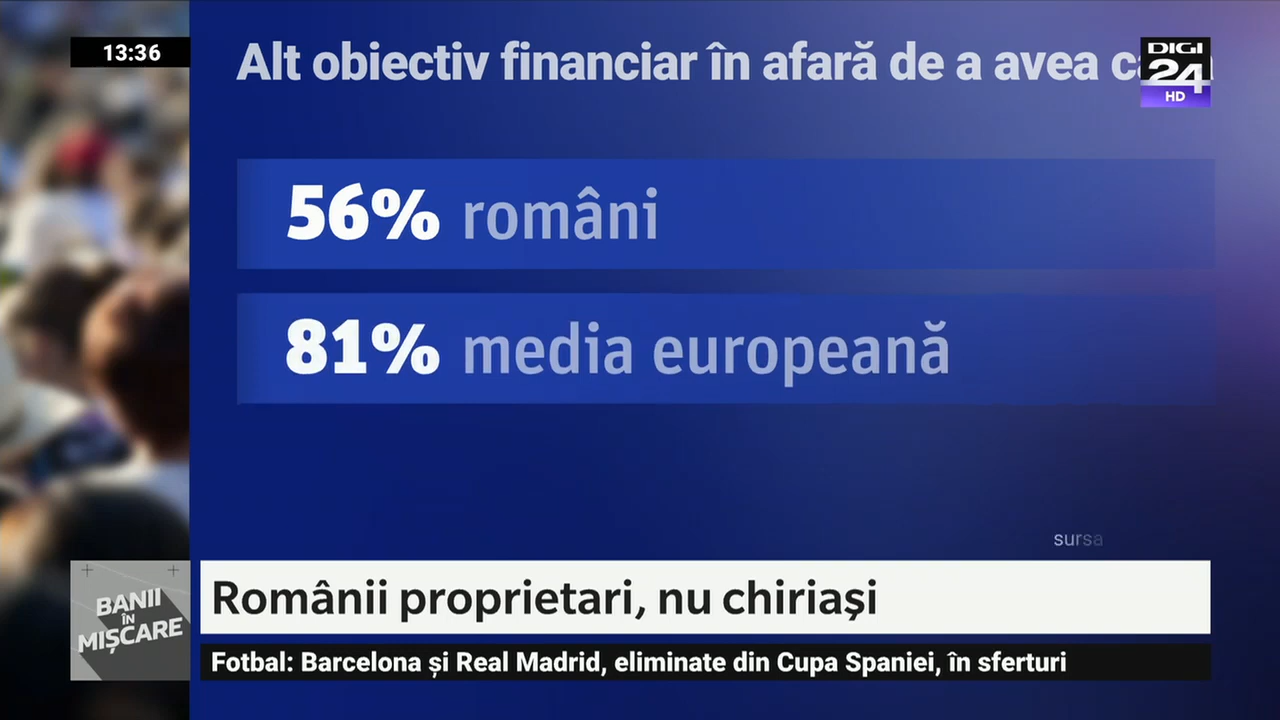 13:36
Alt obiectiv financiar în afară de a avea
DIGI
24
HD
56% români
81% media europeană
sursa
BANII
ÎN
MIȘCARE
Românii proprietari, nu chiriași
Fotbal: Barcelona și Real Madrid, eliminate din Cupa Spaniei, în sferturi